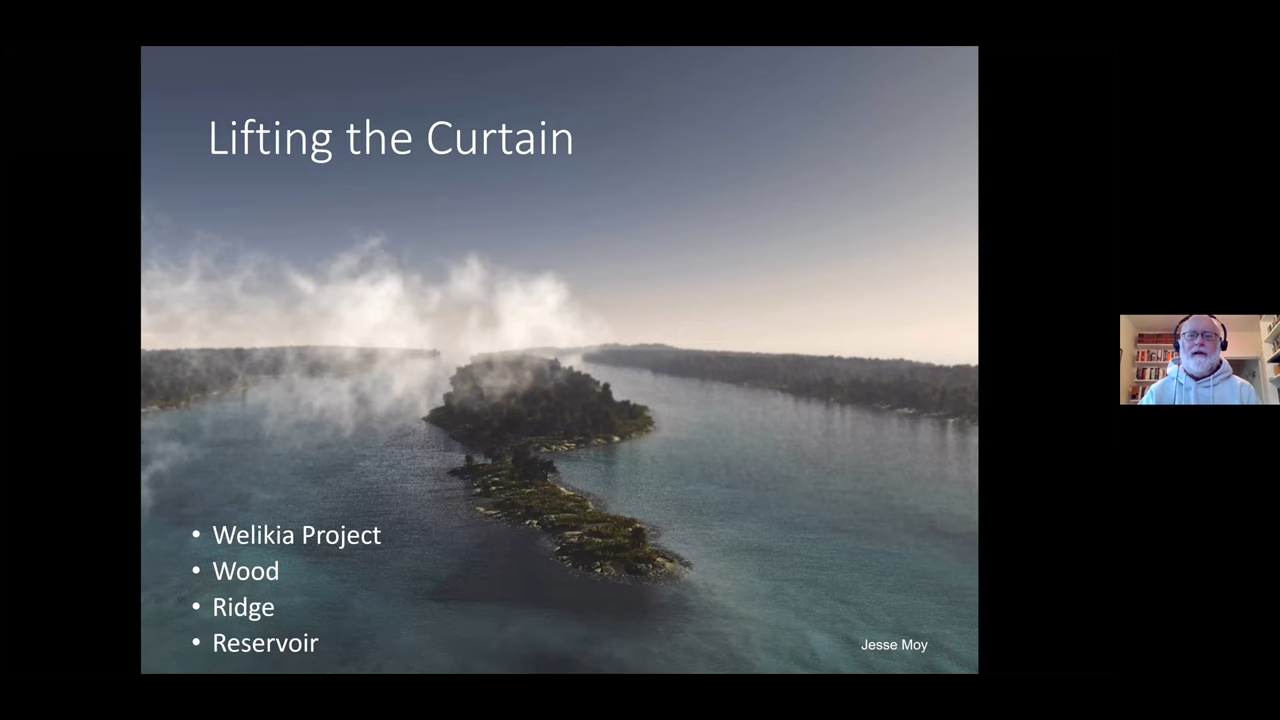 Lifting the Curtain
• Welikia Project
• Wood
• Ridge
• Reservoir
Jesse Moy